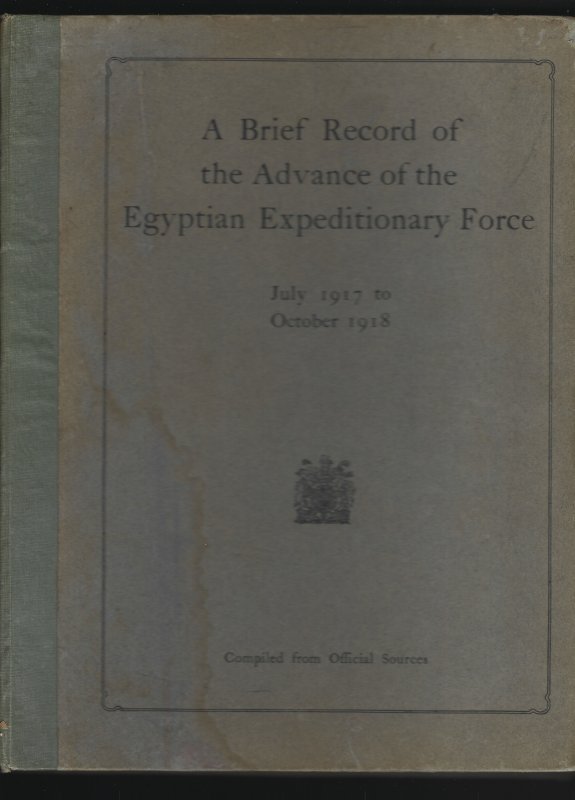 A Brief Record of
the Advance of the
Egyptian Expeditionary Force
July 1917 to
October 1918
Compiled from Official Sources